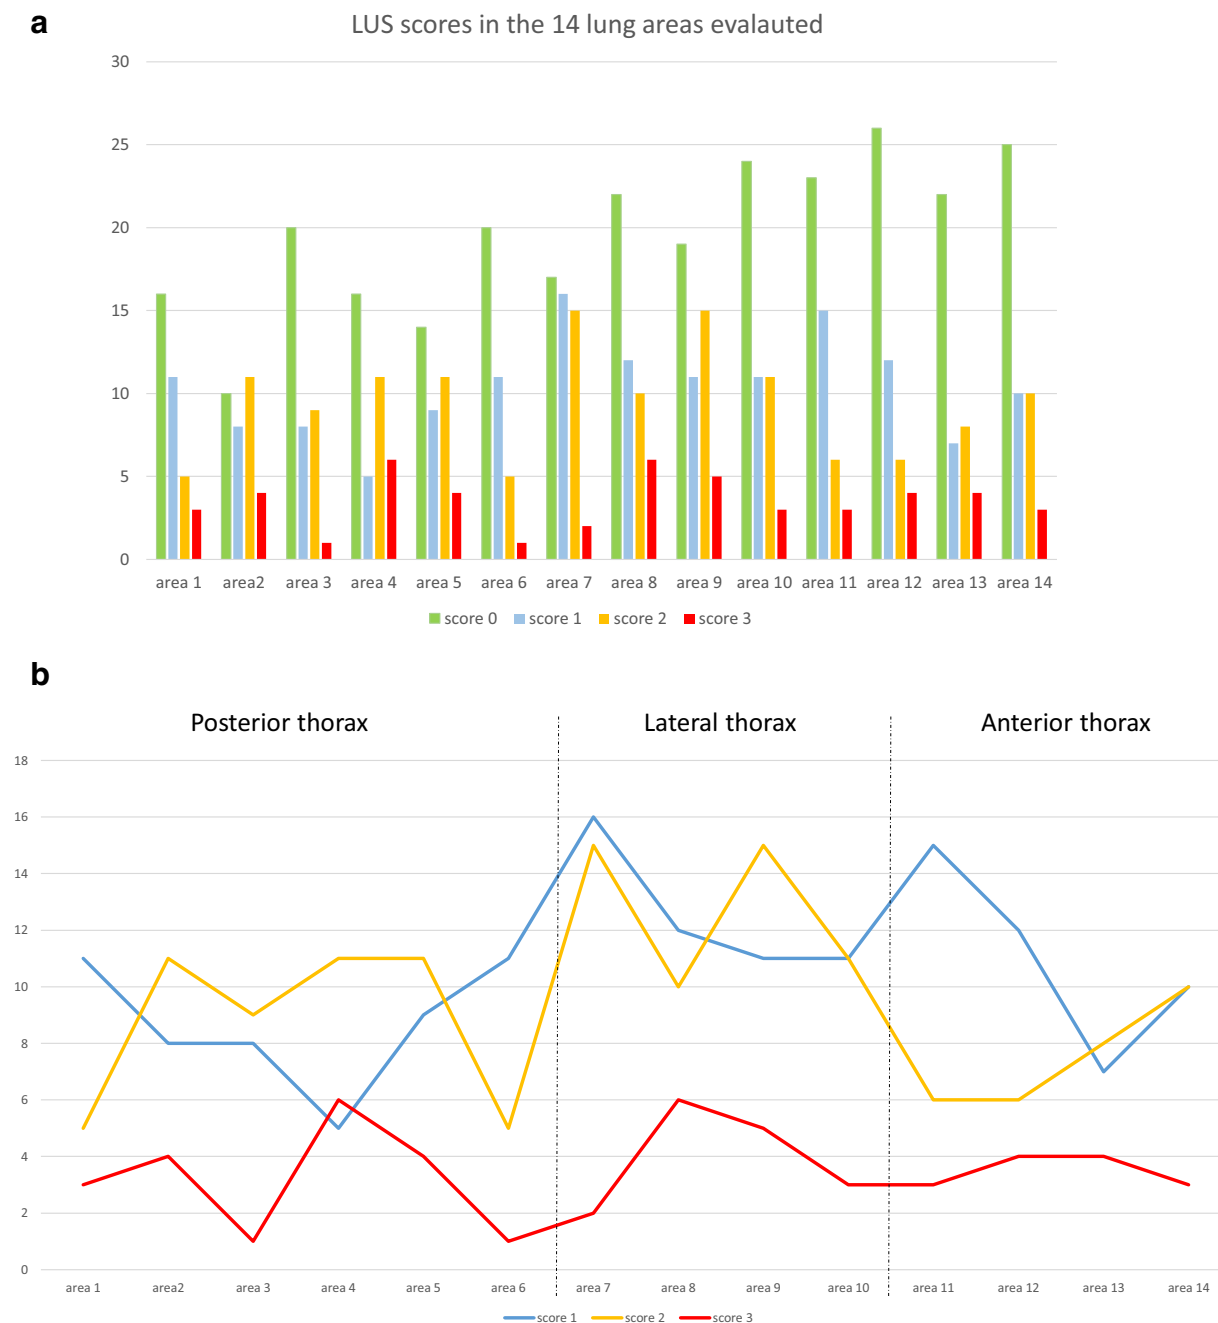 a
LUS scores in the 14 lung areas evalauted
30
25
20
15
10
5
0
area 1 area2 area 3 area 4 area 5 area 6 area 7 area 8 area 9 area 10 area 11 area 12 area 13 area 14
score 0 score 1 score 2 score 3
b
Posterior thorax Lateral thorax Anterior thorax
18
16
14
12
10
8
6
4
2
0
area 1 area2 area 3 area 4 area 5 area 6 area 7 area 8 area 9 area 10 area 11 area 12 area 13 area 14
score 1 score 2 score 3